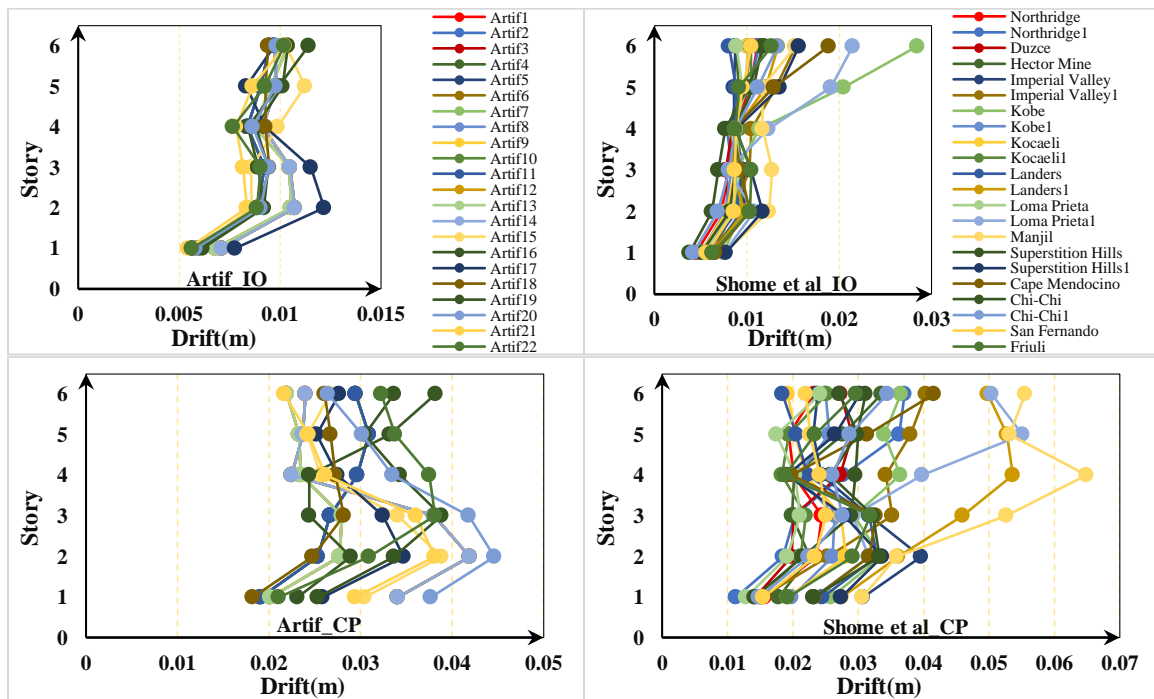 6
5
4
3
2
1
0
Story
0
0.005
0.01
0.015
Artif_IO
Drift(m)
Artif1
Artif2
Artif3
Artif4
Artif5
Artif6
Artif7
Artif8
Artif9
Artif10
Artif11
Artif12
Artif13
Artif14
Artif15
Artif16
Artif17
Artif18
Artif19
Artif20
Artif21
Artif22
6
5
4
3
2
1
0
Story
0
0.01
0.02
0.03
Shome et al_IO
Drift(m)
Northridge
Northridge1
Duzce
Hector Mine
Imperial Valley
Imperial Valley1
Kobe
Kobe1
Kocaeli
Kocaeli1
Landers
Landers1
Loma Prieta
Loma Prieta1
Manjil
Superstition Hills
Superstition Hills1
Cape Mendocino
Chi-Chi
Chi-Chi1
San Fernando
Friuli
6
5
4
3
2
1
0
Story
Artif_CP
0
0.01
0.02
0.03
0.04
0.05
Drift(m)
6
5
4
3
2
1
0
Story
Shome et al_CP
0
0.01
0.02
0.03
0.04
0.05
0.06
0.07
Drift(m)